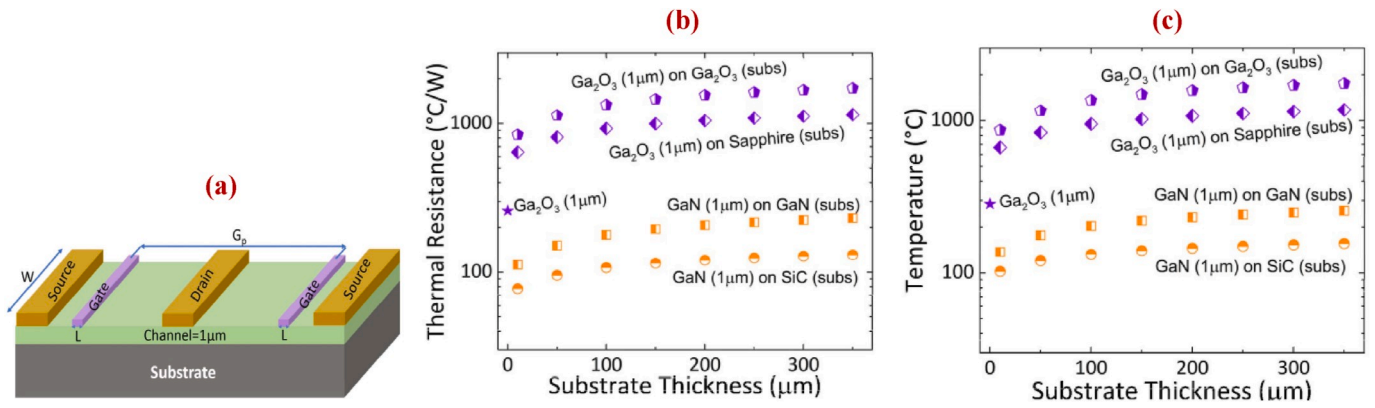 (a)
G_p
W
Source
Gate
Drain
Gate
Source
L
Channel=1μm
L
Substrate
(b)
Thermal Resistance (°C/W)
1000
100
Ga₂O₃ (1μm) on Ga₂O₃ (subs)
Ga₂O₃ (1μm) on Sapphire (subs)
Ga₂O₃ (1μm)
GaN (1μm) on GaN (subs)
GaN (1μm) on SiC (subs)
0 100 200 300
Substrate Thickness (μm)
(c)
Temperature (°C)
1000
100
Ga₂O₃ (1μm) on Ga₂O₃ (subs)
Ga₂O₃ (1μm) on Sapphire (subs)
Ga₂O₃ (1μm)
GaN (1μm) on GaN (subs)
GaN (1μm) on SiC (subs)
0 100 200 300
Substrate Thickness (μm)